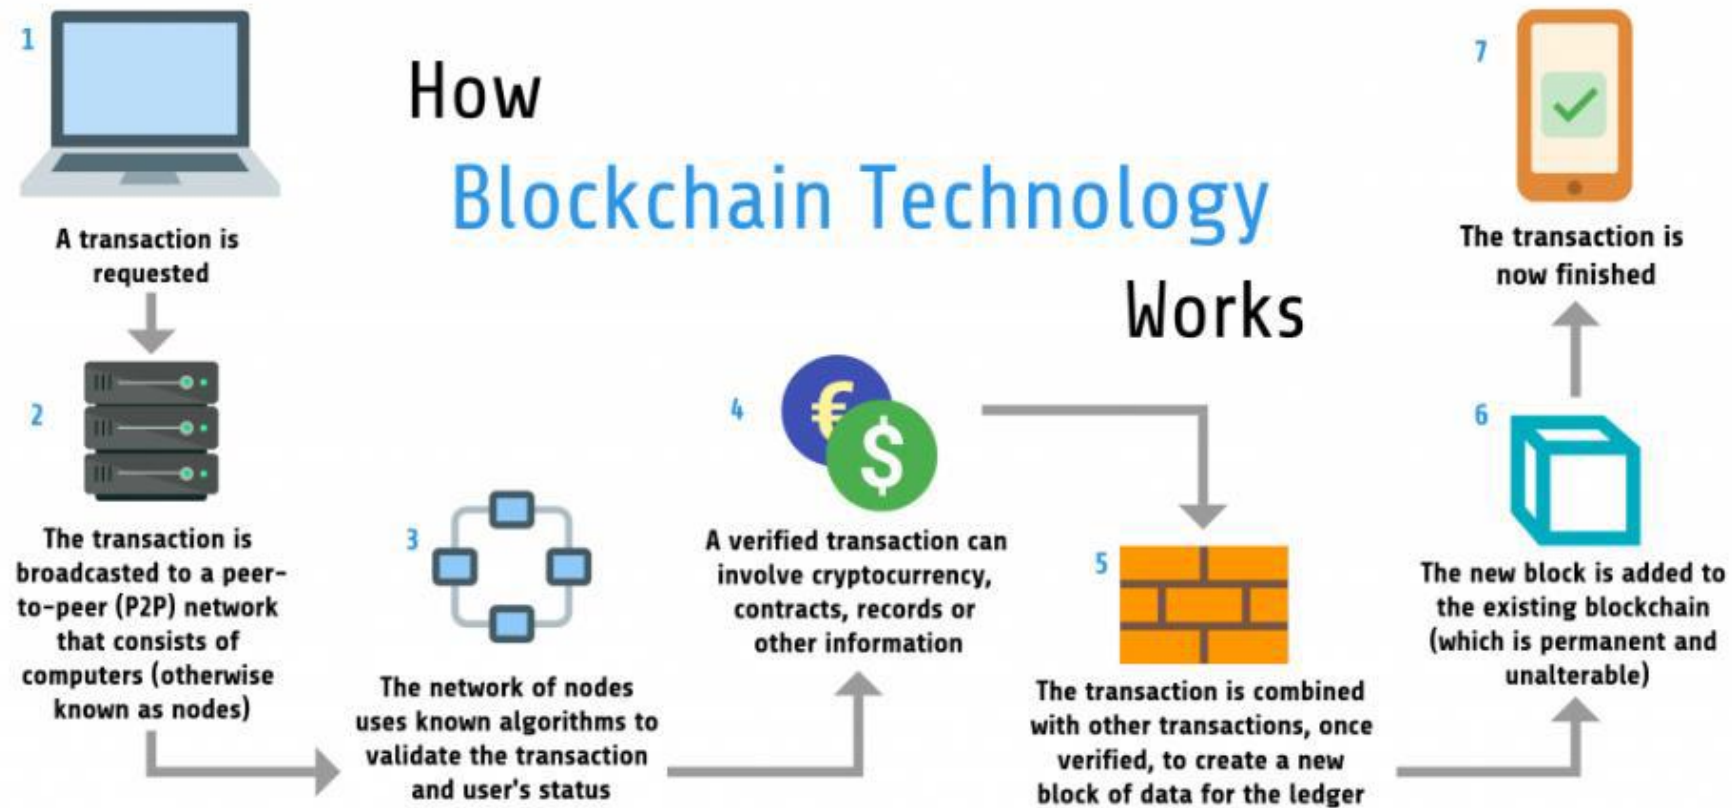 How
Blockchain Technology
Works
1
A transaction is
requested
2
The transaction is
broadcasted to a peer-
to-peer (P2P) network
that consists of
computers (otherwise
known as nodes)
3
The network of nodes
uses known algorithms to
validate the transaction
and user's status
4
€
$
A verified transaction can
involve cryptocurrency,
contracts, records or
other information
5
The transaction is combined
with other transactions, once
verified, to create a new
block of data for the ledger
6
The new block is added to
the existing blockchain
(which is permanent and
unalterable)
7
The transaction is
now finished